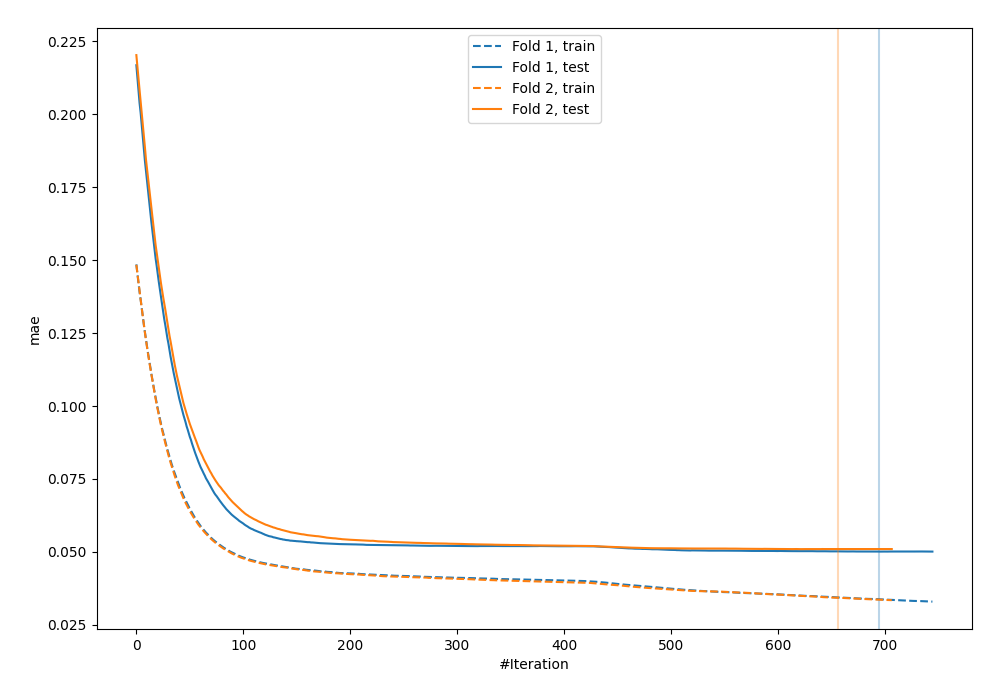 0.225
0.200
0.175
0.150
0.125
0.100
0.075
0.050
0.025
mae
Fold 1, train
Fold 1, test
Fold 2, train
Fold 2, test
0 100 200 300 400 500 600 700
#Iteration